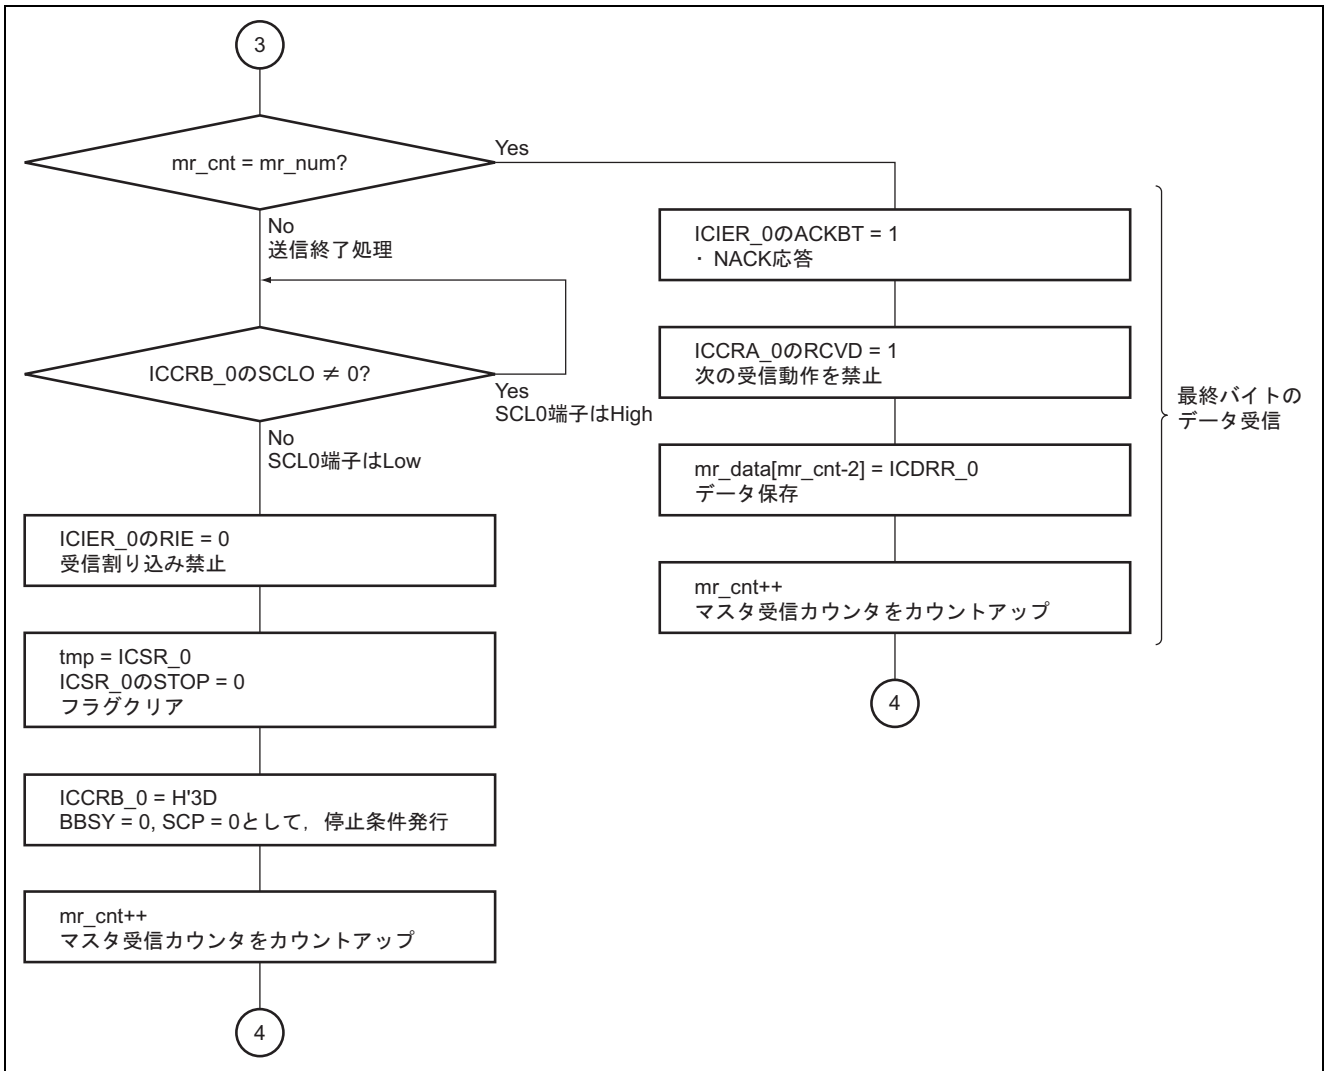 3
mr_cnt = mr_num?
Yes
No
送信終了処理
ICCRB_0のSCLO ≠ 0?
Yes
SCL0端子はHigh
No
SCL0端子はLow
ICIER_0のRIE = 0
受信割り込み禁止
tmp = ICSR_0
ICSR_0のSTOP = 0
フラグクリア
ICCRB_0 = H'3D
BBSY = 0, SCP = 0として，停止条件発行
mr_cnt++
マスタ受信カウンタをカウントアップ
4
ICIER_0のACKBT = 1
・ NACK応答
ICCRA_0のRCVD = 1
次の受信動作を禁止
mr_data[mr_cnt-2] = ICDRR_0
データ保存
mr_cnt++
マスタ受信カウンタをカウントアップ
4
最終バイトの
データ受信